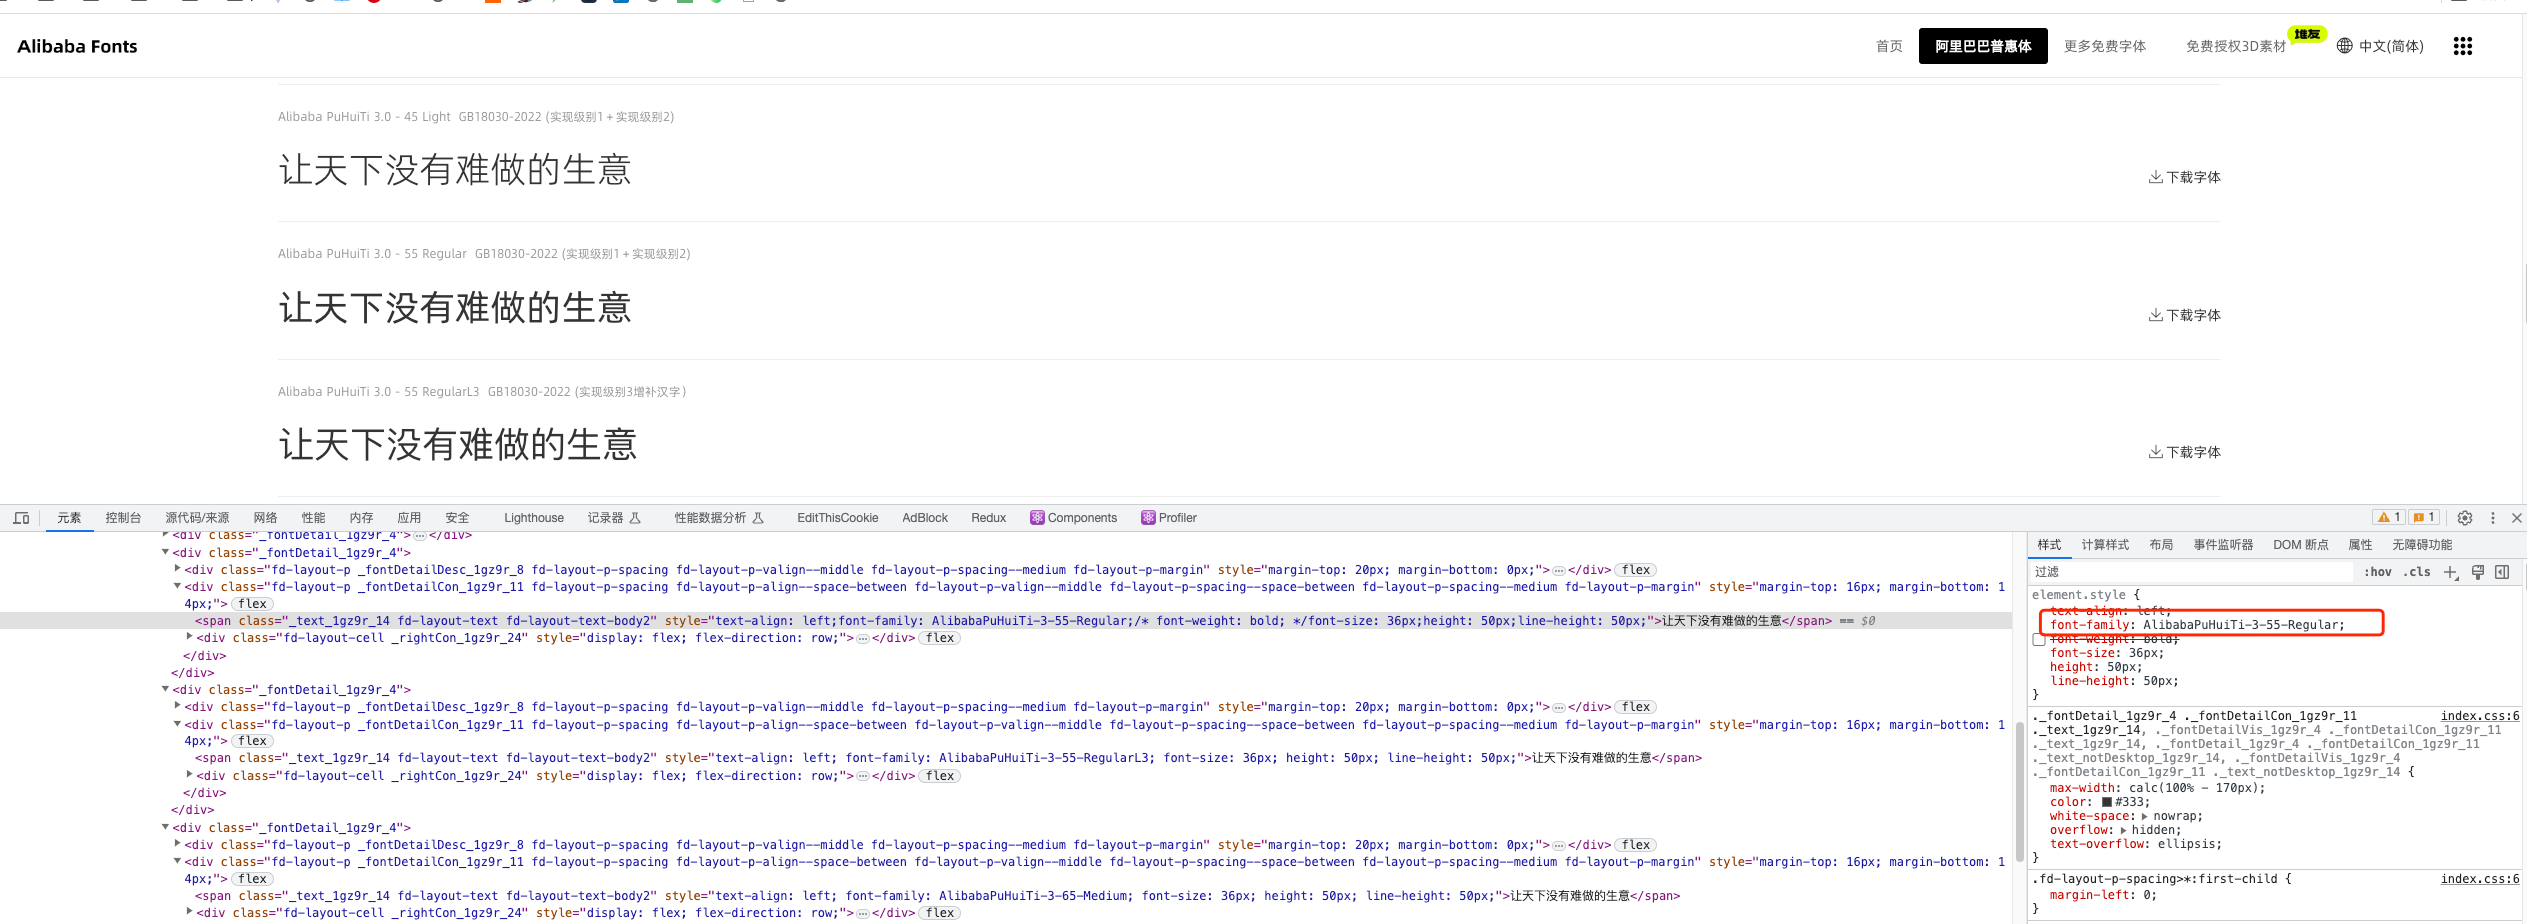 Alibaba Fonts
首页 阿里巴巴普惠体 更多免费字体 免费授权3D素材 堆友 中文(简体)
Alibaba PuHuiTi 3.0 - 45 Light GB18030-2022 (实现级别1＋实现级别2)
让天下没有难做的生意
下载字体
Alibaba PuHuiTi 3.0 - 55 Regular GB18030-2022 (实现级别1＋实现级别2)
让天下没有难做的生意
下载字体
Alibaba PuHuiTi 3.0 - 55 RegularL3 GB18030-2022 (实现级别3增补汉字)
让天下没有难做的生意
下载字体
元素 控制台 源代码/来源 网络 性能 内存 应用 安全 Lighthouse 记录器 性能数据分析 EditThisCookie AdBlock Redux Components Profiler 1 1
<div class="_fontDetail_1gz9r_4">…</div>
<div class="_fontDetail_1gz9r_4">
<div class="fd-layout-p _fontDetailDesc_1gz9r_8 fd-layout-p-spacing fd-layout-p-valign--middle fd-layout-p-spacing--medium fd-layout-p-margin" style="margin-top: 20px; margin-bottom: 0px;">…</div> flex
<div class="fd-layout-p _fontDetailCon_1gz9r_11 fd-layout-p-spacing fd-layout-p-align--space-between fd-layout-p-valign--middle fd-layout-p-spacing--medium fd-layout-p-margin" style="margin-top: 16px; margin-bottom: 1
4px;"> flex
<span class="_text_1gz9r_14 fd-layout-text fd-layout-text-body2" style="text-align: left;font-family: AlibabaPuHuiTi-3-55-Regular;/* font-weight: bold; */font-size: 36px;height: 50px;line-height: 50px;">让天下没有难做的生意</span> == $0
<div class="fd-layout-cell _rightCon_1gz9r_24" style="display: flex; flex-direction: row;">…</div> flex
</div>
</div>
<div class="_fontDetail_1gz9r_4">
<div class="fd-layout-p _fontDetailDesc_1gz9r_8 fd-layout-p-spacing fd-layout-p-valign--middle fd-layout-p-spacing--medium fd-layout-p-margin" style="margin-top: 20px; margin-bottom: 0px;">…</div> flex
<div class="fd-layout-p _fontDetailCon_1gz9r_11 fd-layout-p-spacing fd-layout-p-align--space-between fd-layout-p-valign--middle fd-layout-p-spacing--medium fd-layout-p-margin" style="margin-top: 16px; margin-bottom: 1
4px;"> flex
<span class="_text_1gz9r_14 fd-layout-text fd-layout-text-body2" style="text-align: left; font-family: AlibabaPuHuiTi-3-55-RegularL3; font-size: 36px; height: 50px; line-height: 50px;">让天下没有难做的生意</span>
<div class="fd-layout-cell _rightCon_1gz9r_24" style="display: flex; flex-direction: row;">…</div> flex
</div>
</div>
<div class="_fontDetail_1gz9r_4">
<div class="fd-layout-p _fontDetailDesc_1gz9r_8 fd-layout-p-spacing fd-layout-p-valign--middle fd-layout-p-spacing--medium fd-layout-p-margin" style="margin-top: 20px; margin-bottom: 0px;">…</div> flex
<div class="fd-layout-p _fontDetailCon_1gz9r_11 fd-layout-p-spacing fd-layout-p-align--space-between fd-layout-p-valign--middle fd-layout-p-spacing--medium fd-layout-p-margin" style="margin-top: 16px; margin-bottom: 1
4px;"> flex
<span class="_text_1gz9r_14 fd-layout-text fd-layout-text-body2" style="text-align: left; font-family: AlibabaPuHuiTi-3-65-Medium; font-size: 36px; height: 50px; line-height: 50px;">让天下没有难做的生意</span>
<div class="fd-layout-cell _rightCon_1gz9r_24" style="display: flex; flex-direction: row;">…</div> flex
样式 计算样式 布局 事件监听器 DOM 断点 属性 无障碍功能
过滤 :hov .cls
element.style {
text-align: left;
font-family: AlibabaPuHuiTi-3-55-Regular;
font-weight: bold;
font-size: 36px;
height: 50px;
line-height: 50px;
}
._fontDetail_1gz9r_4 ._fontDetailCon_1gz9r_11 index.css:6
._text_1gz9r_14, ._fontDetailVis_1gz9r_4 ._fontDetailCon_1gz9r_11
._text_1gz9r_14, ._fontDetail_1gz9r_4 ._fontDetailCon_1gz9r_11
._text_notDesktop_1gz9r_14, ._fontDetailVis_1gz9r_4
._fontDetailCon_1gz9r_11 ._text_notDesktop_1gz9r_14 {
max-width: calc(100% - 170px);
color: #333;
white-space: nowrap;
overflow: hidden;
text-overflow: ellipsis;
}
.fd-layout-p-spacing>*:first-child { index.css:6
margin-left: 0;
}